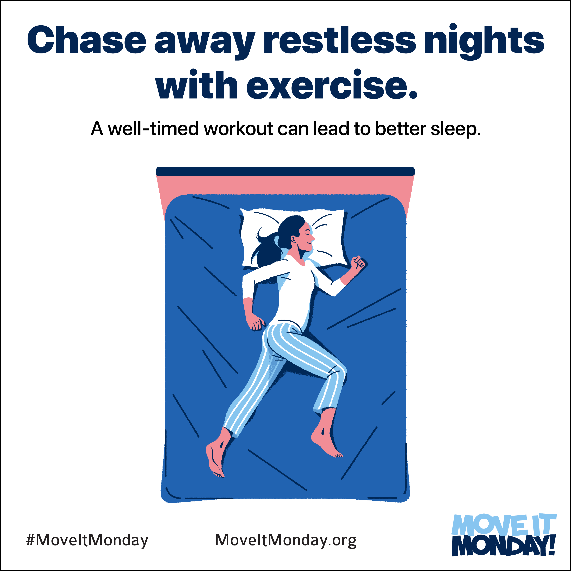 Chase away restless nights
with exercise.
A well-timed workout can lead to better sleep.
#MoveItMonday
MoveItMonday.org
MOVE IT
MONDAY!